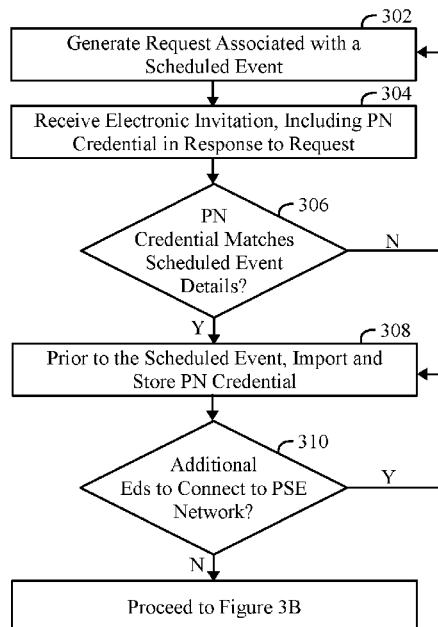 302
Generate Request Associated with a
Scheduled Event
304
Receive Electronic Invitation, Including PN
Credential in Response to Request
306
PN
Credential Matches
Scheduled Event
Details?
N
Y
308
Prior to the Scheduled Event, Import and
Store PN Credential
310
Additional
Eds to Connect to PSE
Network?
Y
N
Proceed to Figure 3B